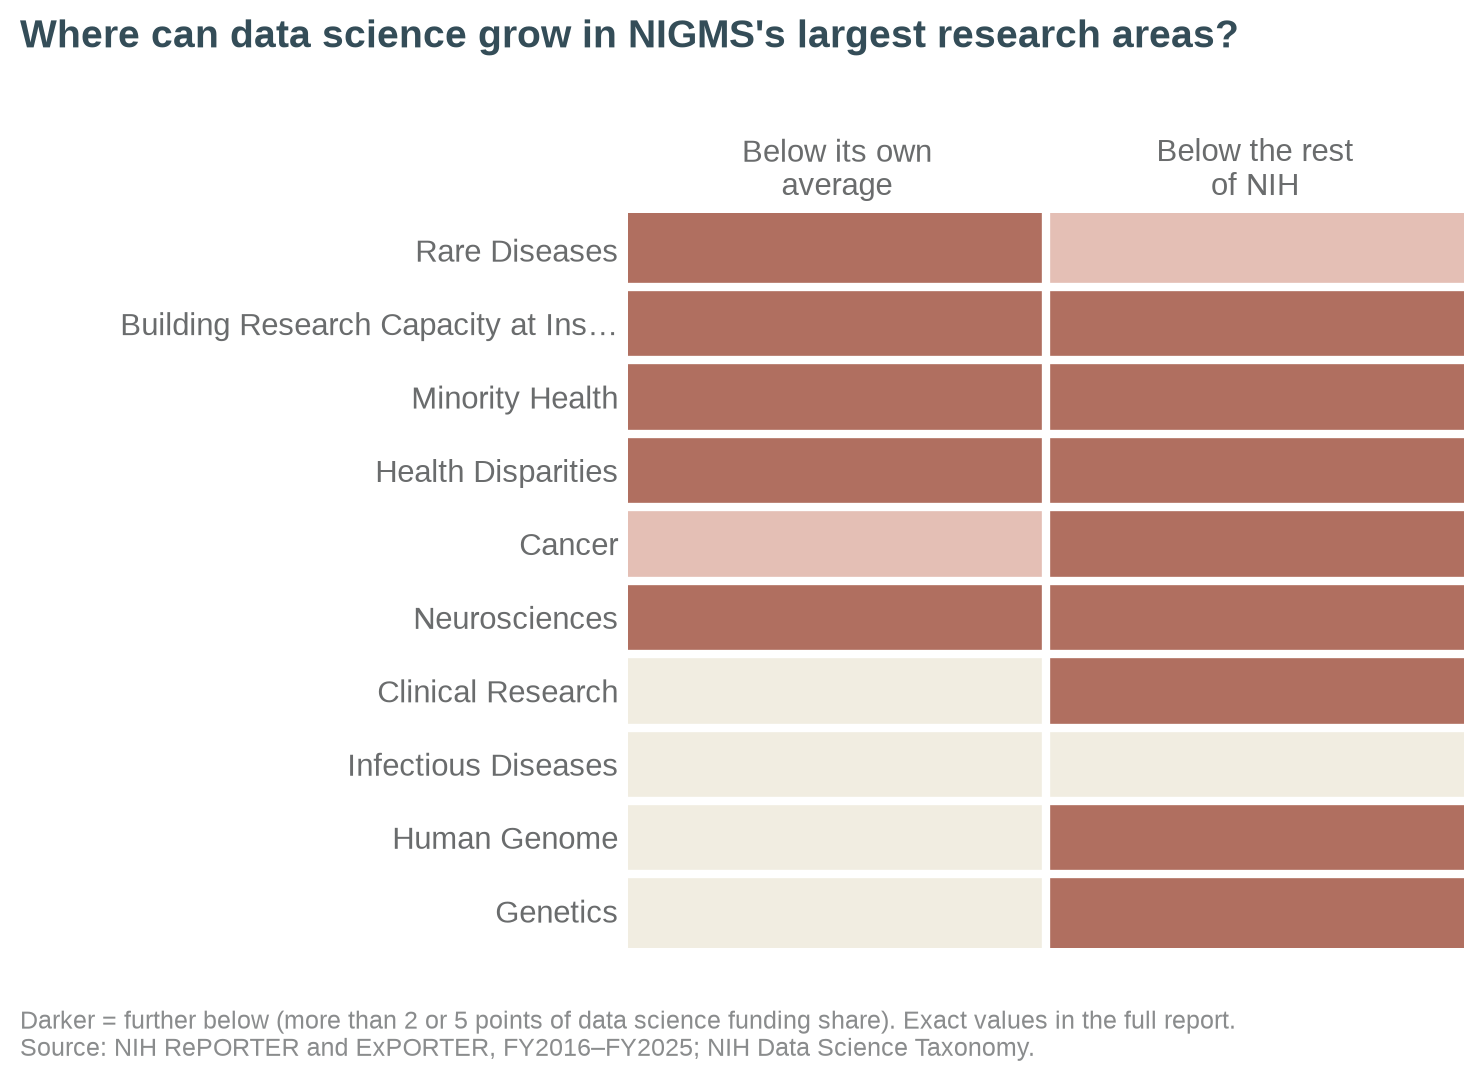 Where can data science grow in NIGMS's largest research areas?
Below its own
average
Below the rest
of NIH
Rare Diseases
Building Research Capacity at Ins…
Minority Health
Health Disparities
Cancer
Neurosciences
Clinical Research
Infectious Diseases
Human Genome
Genetics
Darker = further below (more than 2 or 5 points of data science funding share). Exact values in the full report.
Source: NIH RePORTER and ExPORTER, FY2016–FY2025; NIH Data Science Taxonomy.